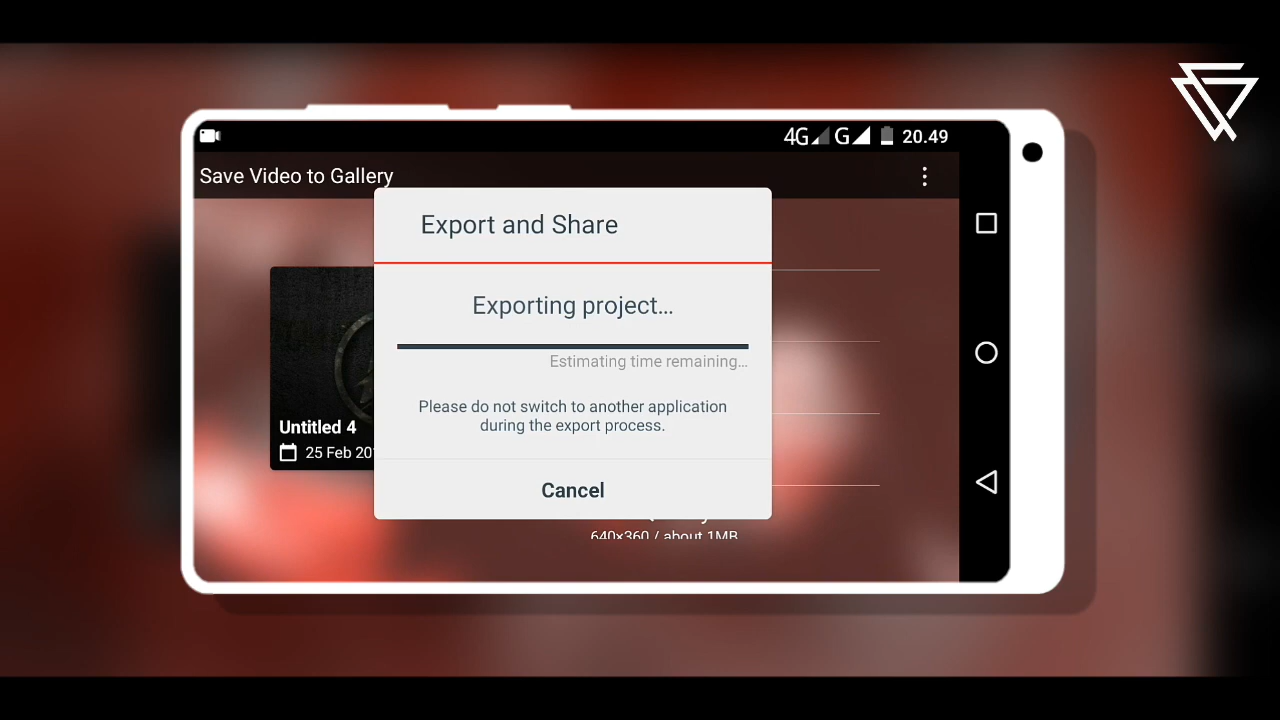 4G G 20.49
Save Video to Gallery
Export and Share
Exporting project...
Estimating time remaining...
Please do not switch to another application
during the export process.
Cancel
Untitled 4
25 Feb 20
640x360 / about 1MB